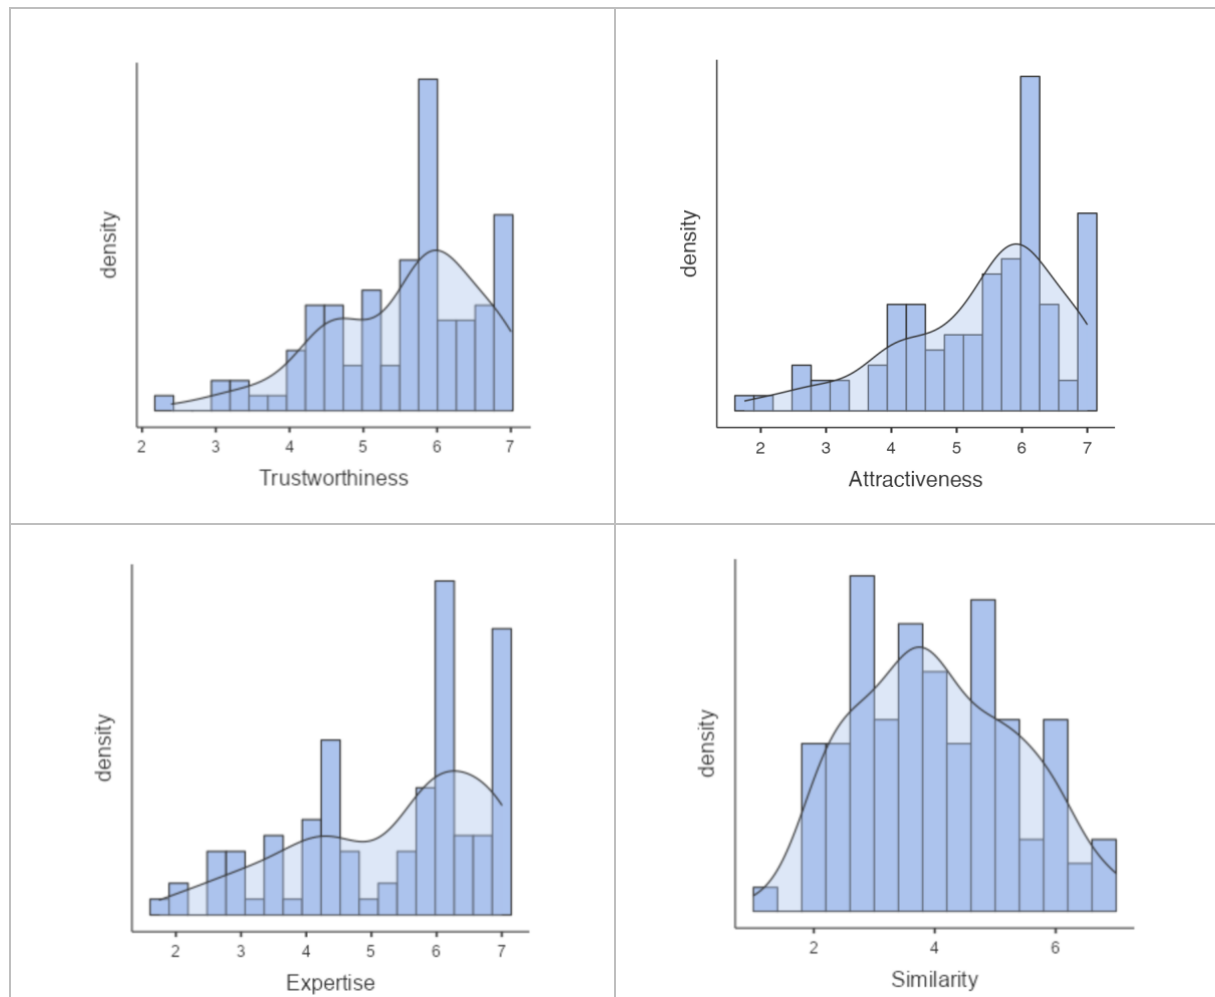 density
2 3 4 5 6 7
Trustworthiness
density
2 3 4 5 6 7
Attractiveness
density
2 3 4 5 6 7
Expertise
density
2 4 6
Similarity